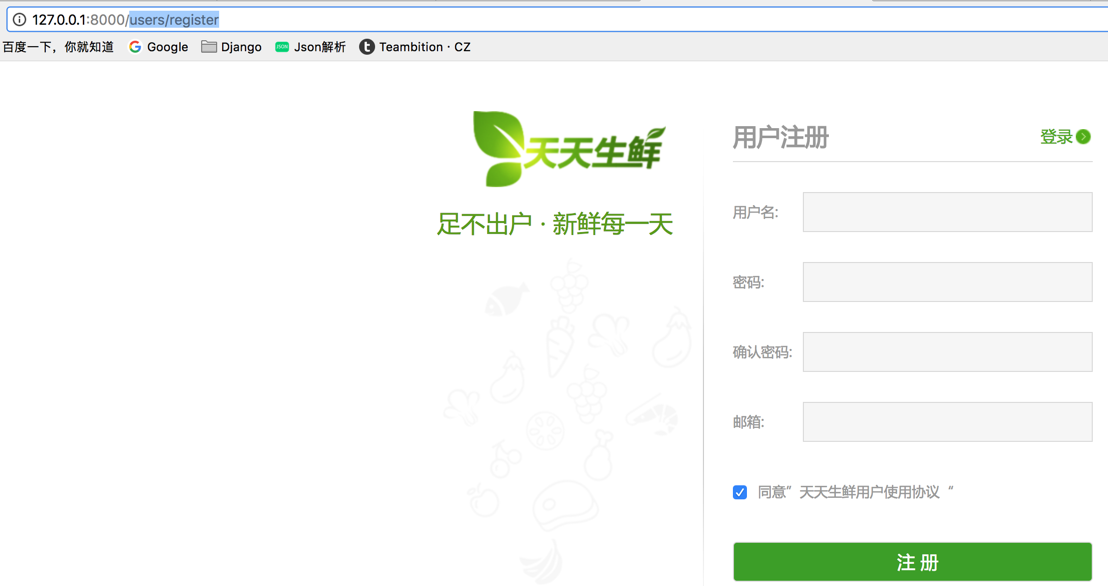 127.0.0.1:8000/users/register
百度一下，你就知道 Google Django JSON Json解析 t Teambition · CZ
天天生鲜
足不出户 · 新鲜每一天
用户注册 登录
用户名:
密码:
确认密码:
邮箱:
同意”天天生鲜用户使用协议 “
注 册